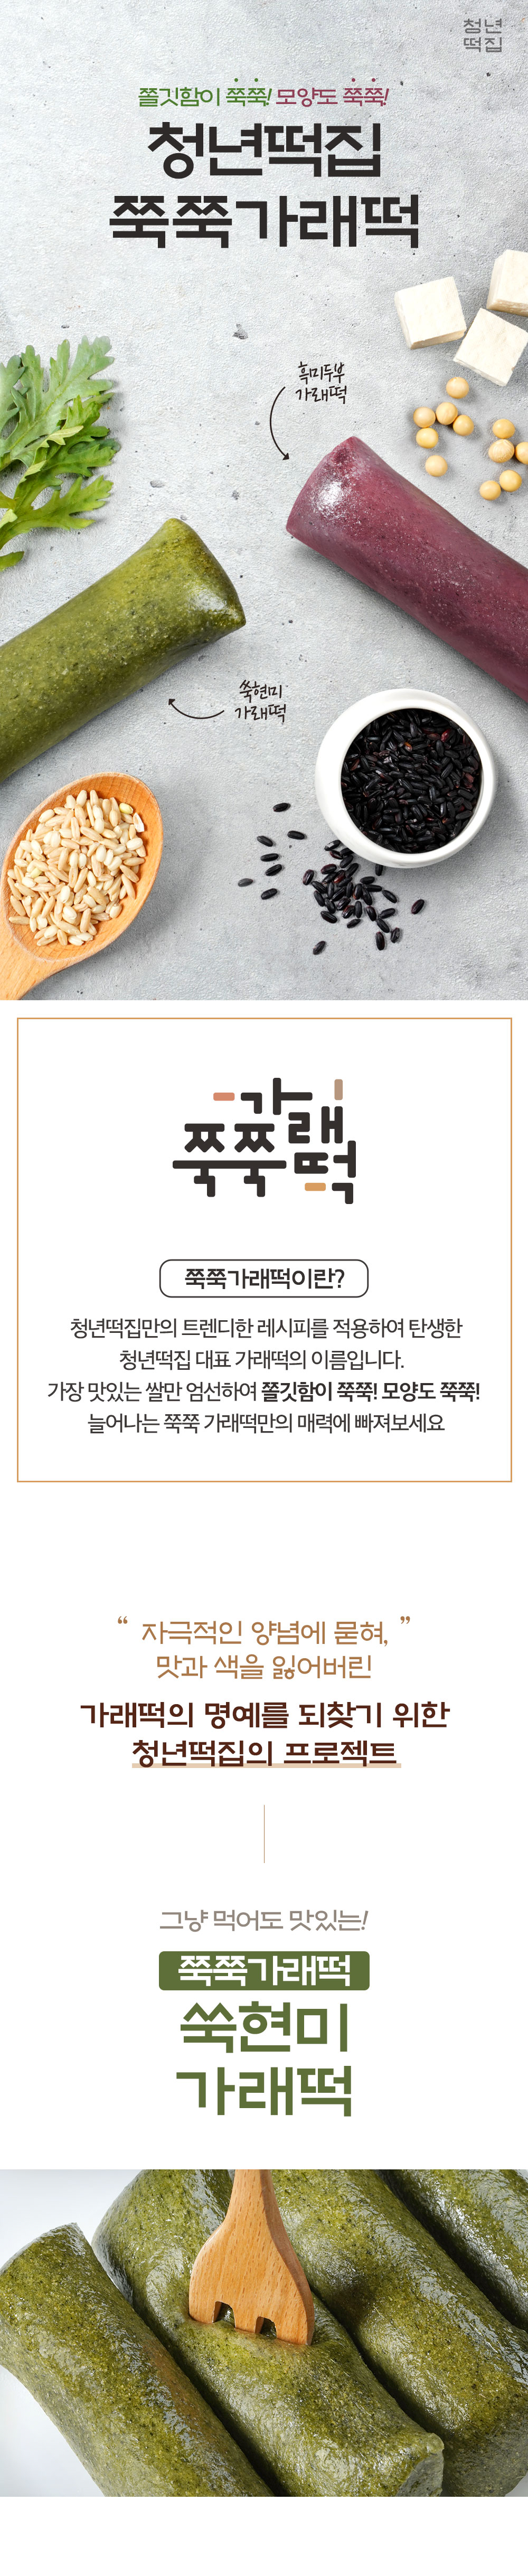 청년
떡집
쫄깃함이 쭉쭉! 모양도 쭉쭉!
청년떡집
쭉쭉가래떡
흑미두부
가래떡
쑥현미
가래떡
가래
쭉쭉 떡
쭉쭉가래떡이란?
청년떡집만의 트렌디한 레시피를 적용하여 탄생한
청년떡집 대표 가래떡의 이름입니다.
가장 맛있는 쌀만 엄선하여 쫄깃함이 쭉쭉! 모양도 쭉쭉!
늘어나는 쭉쭉 가래떡만의 매력에 빠져보세요
“ 자극적인 양념에 묻혀, ”
맛과 색을 잃어버린
가래떡의 명예를 되찾기 위한
청년떡집의 프로젝트
그냥 먹어도 맛있는!
쭉쭉가래떡
쑥현미
가래떡